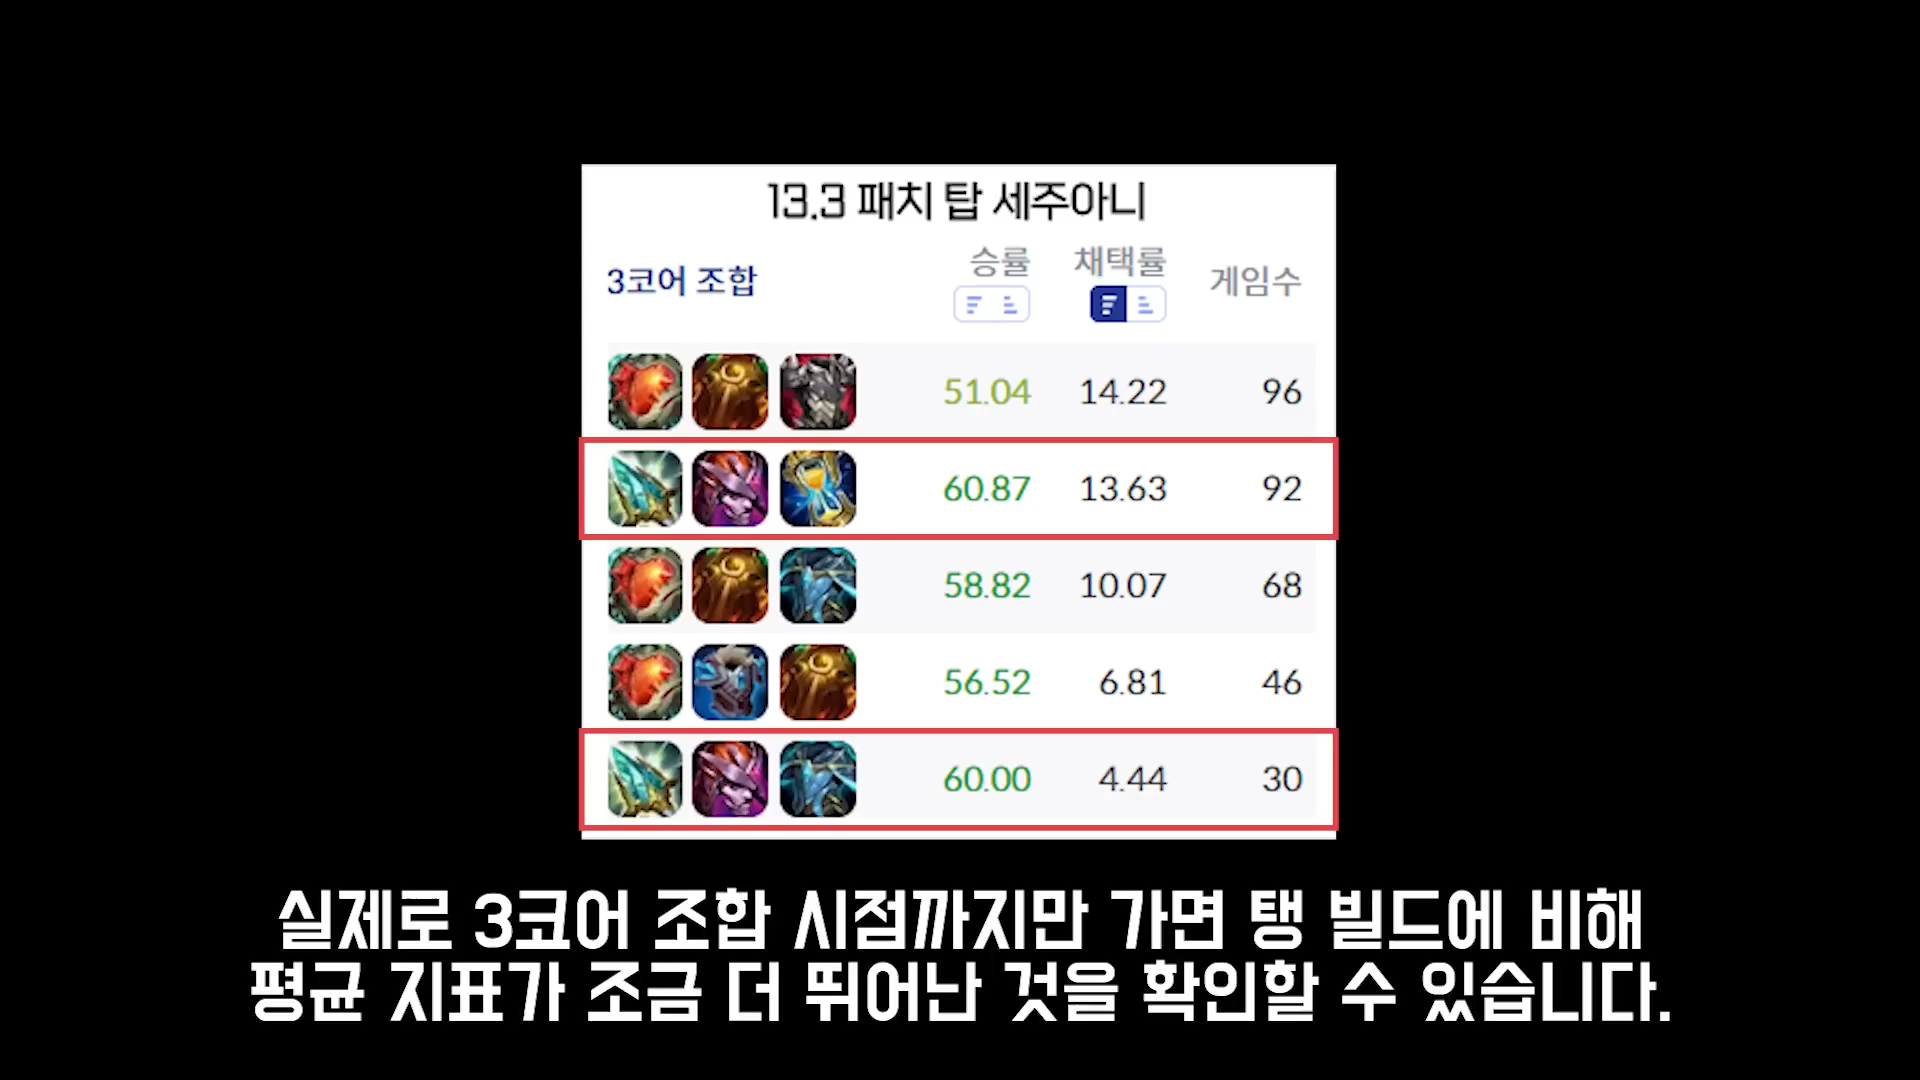 13.3 패치 탑 세주아니
3코어 조합 승률 채택률 게임수
51.04 14.22 96
60.87 13.63 92
58.82 10.07 68
56.52 6.81 46
60.00 4.44 30
실제로 3코어 조합 시점까지만 가면 탱 빌드에 비해
평균 지표가 조금 더 뛰어난 것을 확인할 수 있습니다.